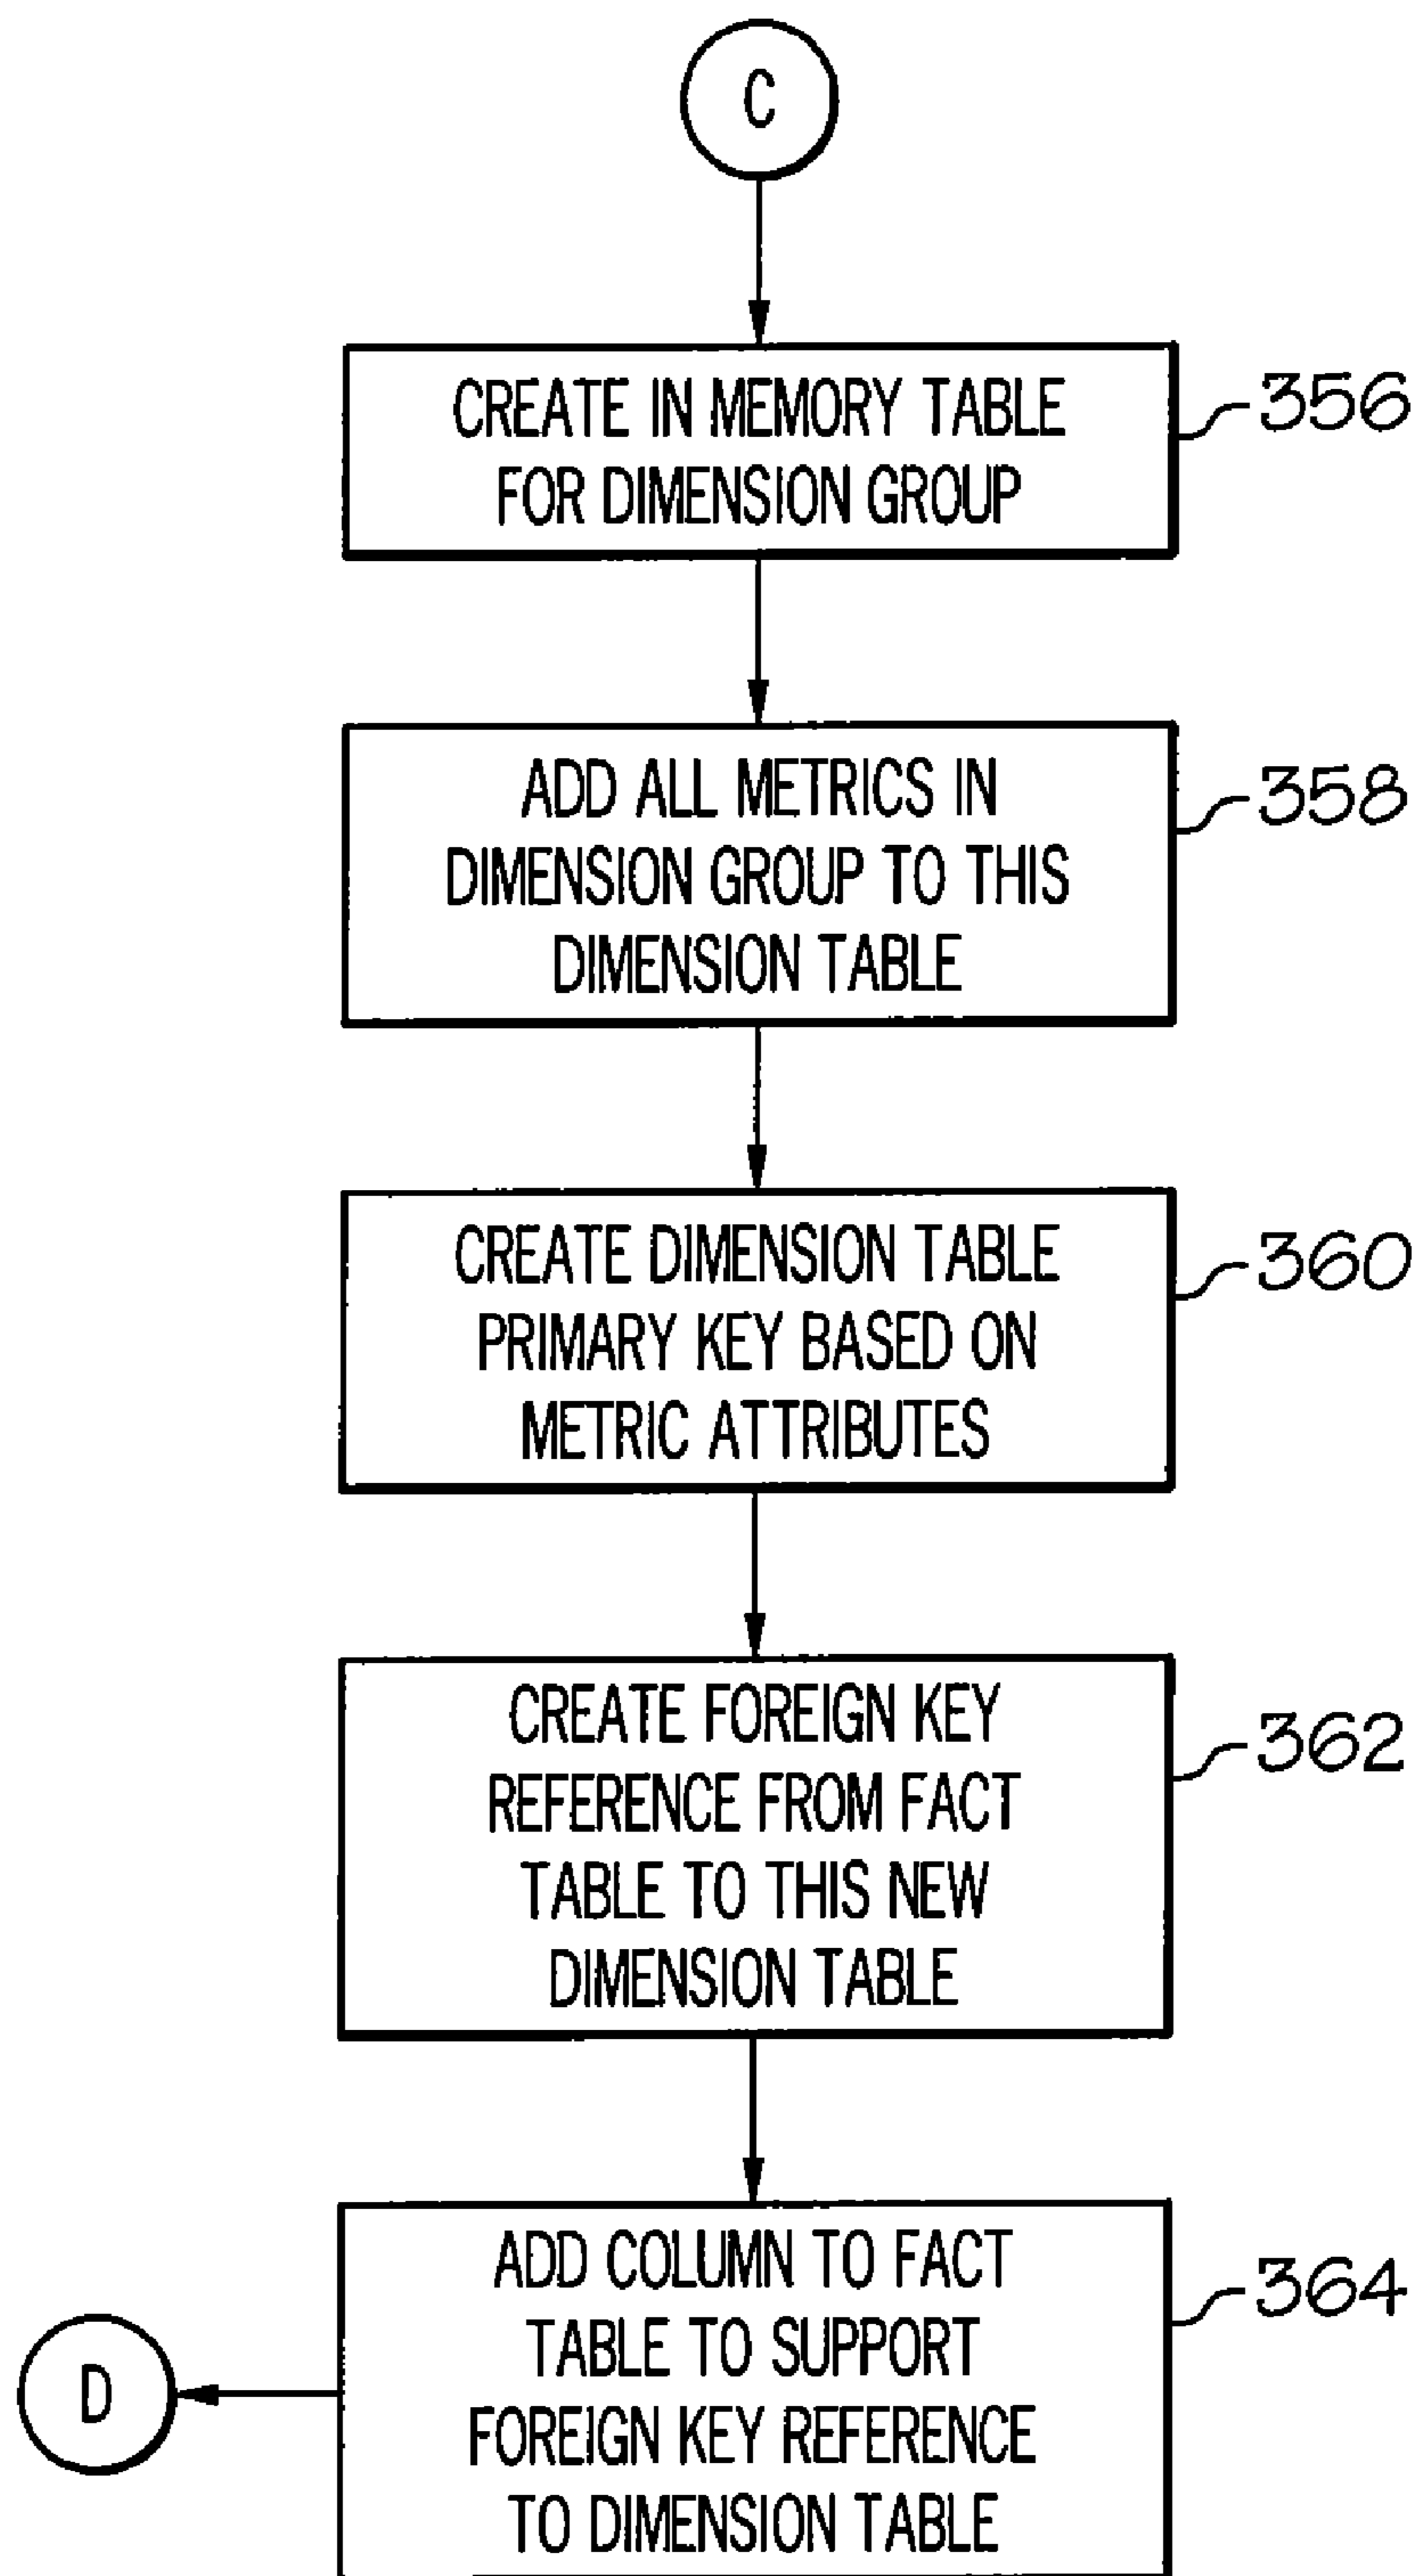 C
CREATE IN MEMORY TABLE
FOR DIMENSION GROUP
356
ADD ALL METRICS IN
DIMENSION GROUP TO THIS
DIMENSION TABLE
358
CREATE DIMENSION TABLE
PRIMARY KEY BASED ON
METRIC ATTRIBUTES
360
CREATE FOREIGN KEY
REFERENCE FROM FACT
TABLE TO THIS NEW
DIMENSION TABLE
362
ADD COLUMN TO FACT
TABLE TO SUPPORT
FOREIGN KEY REFERENCE
TO DIMENSION TABLE
364
D